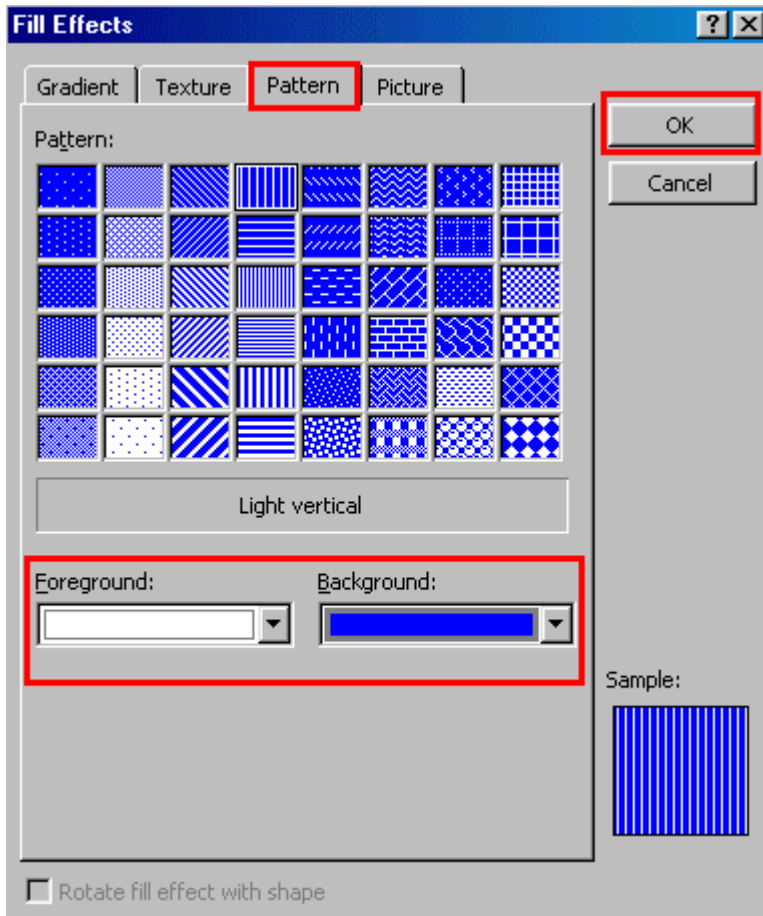 Fill Effects
Gradient Texture Pattern Picture
Pattern:
OK
Cancel
Light vertical
Foreground: Background:
Sample:
Rotate fill effect with shape